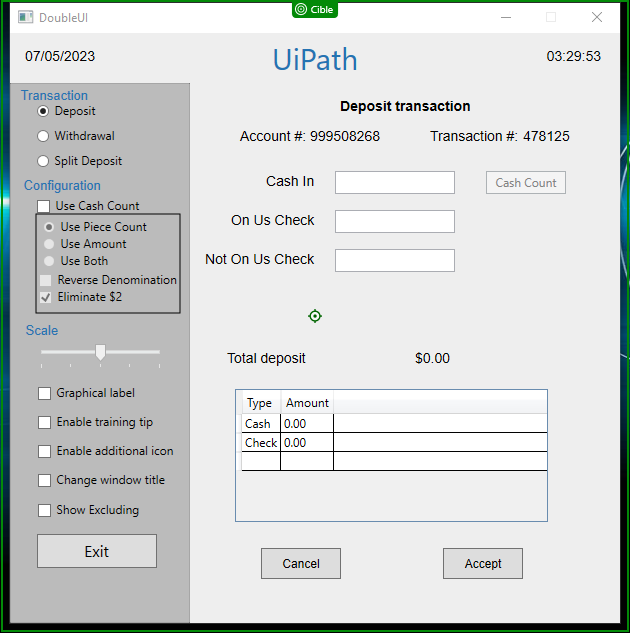 Cible
DoubleUI
07/05/2023
UiPath
03:29:53
Transaction
Deposit
Withdrawal
Split Deposit
Configuration
Use Cash Count
Use Piece Count
Use Amount
Use Both
Reverse Denomination
Eliminate $2
Scale
Graphical label
Enable training tip
Enable additional icon
Change window title
Show Excluding
Exit
Deposit transaction
Account #: 999508268 Transaction #: 478125
Cash In
Cash Count
On Us Check
Not On Us Check
Total deposit $0.00
Type Amount
Cash 0.00
Check 0.00
Cancel Accept